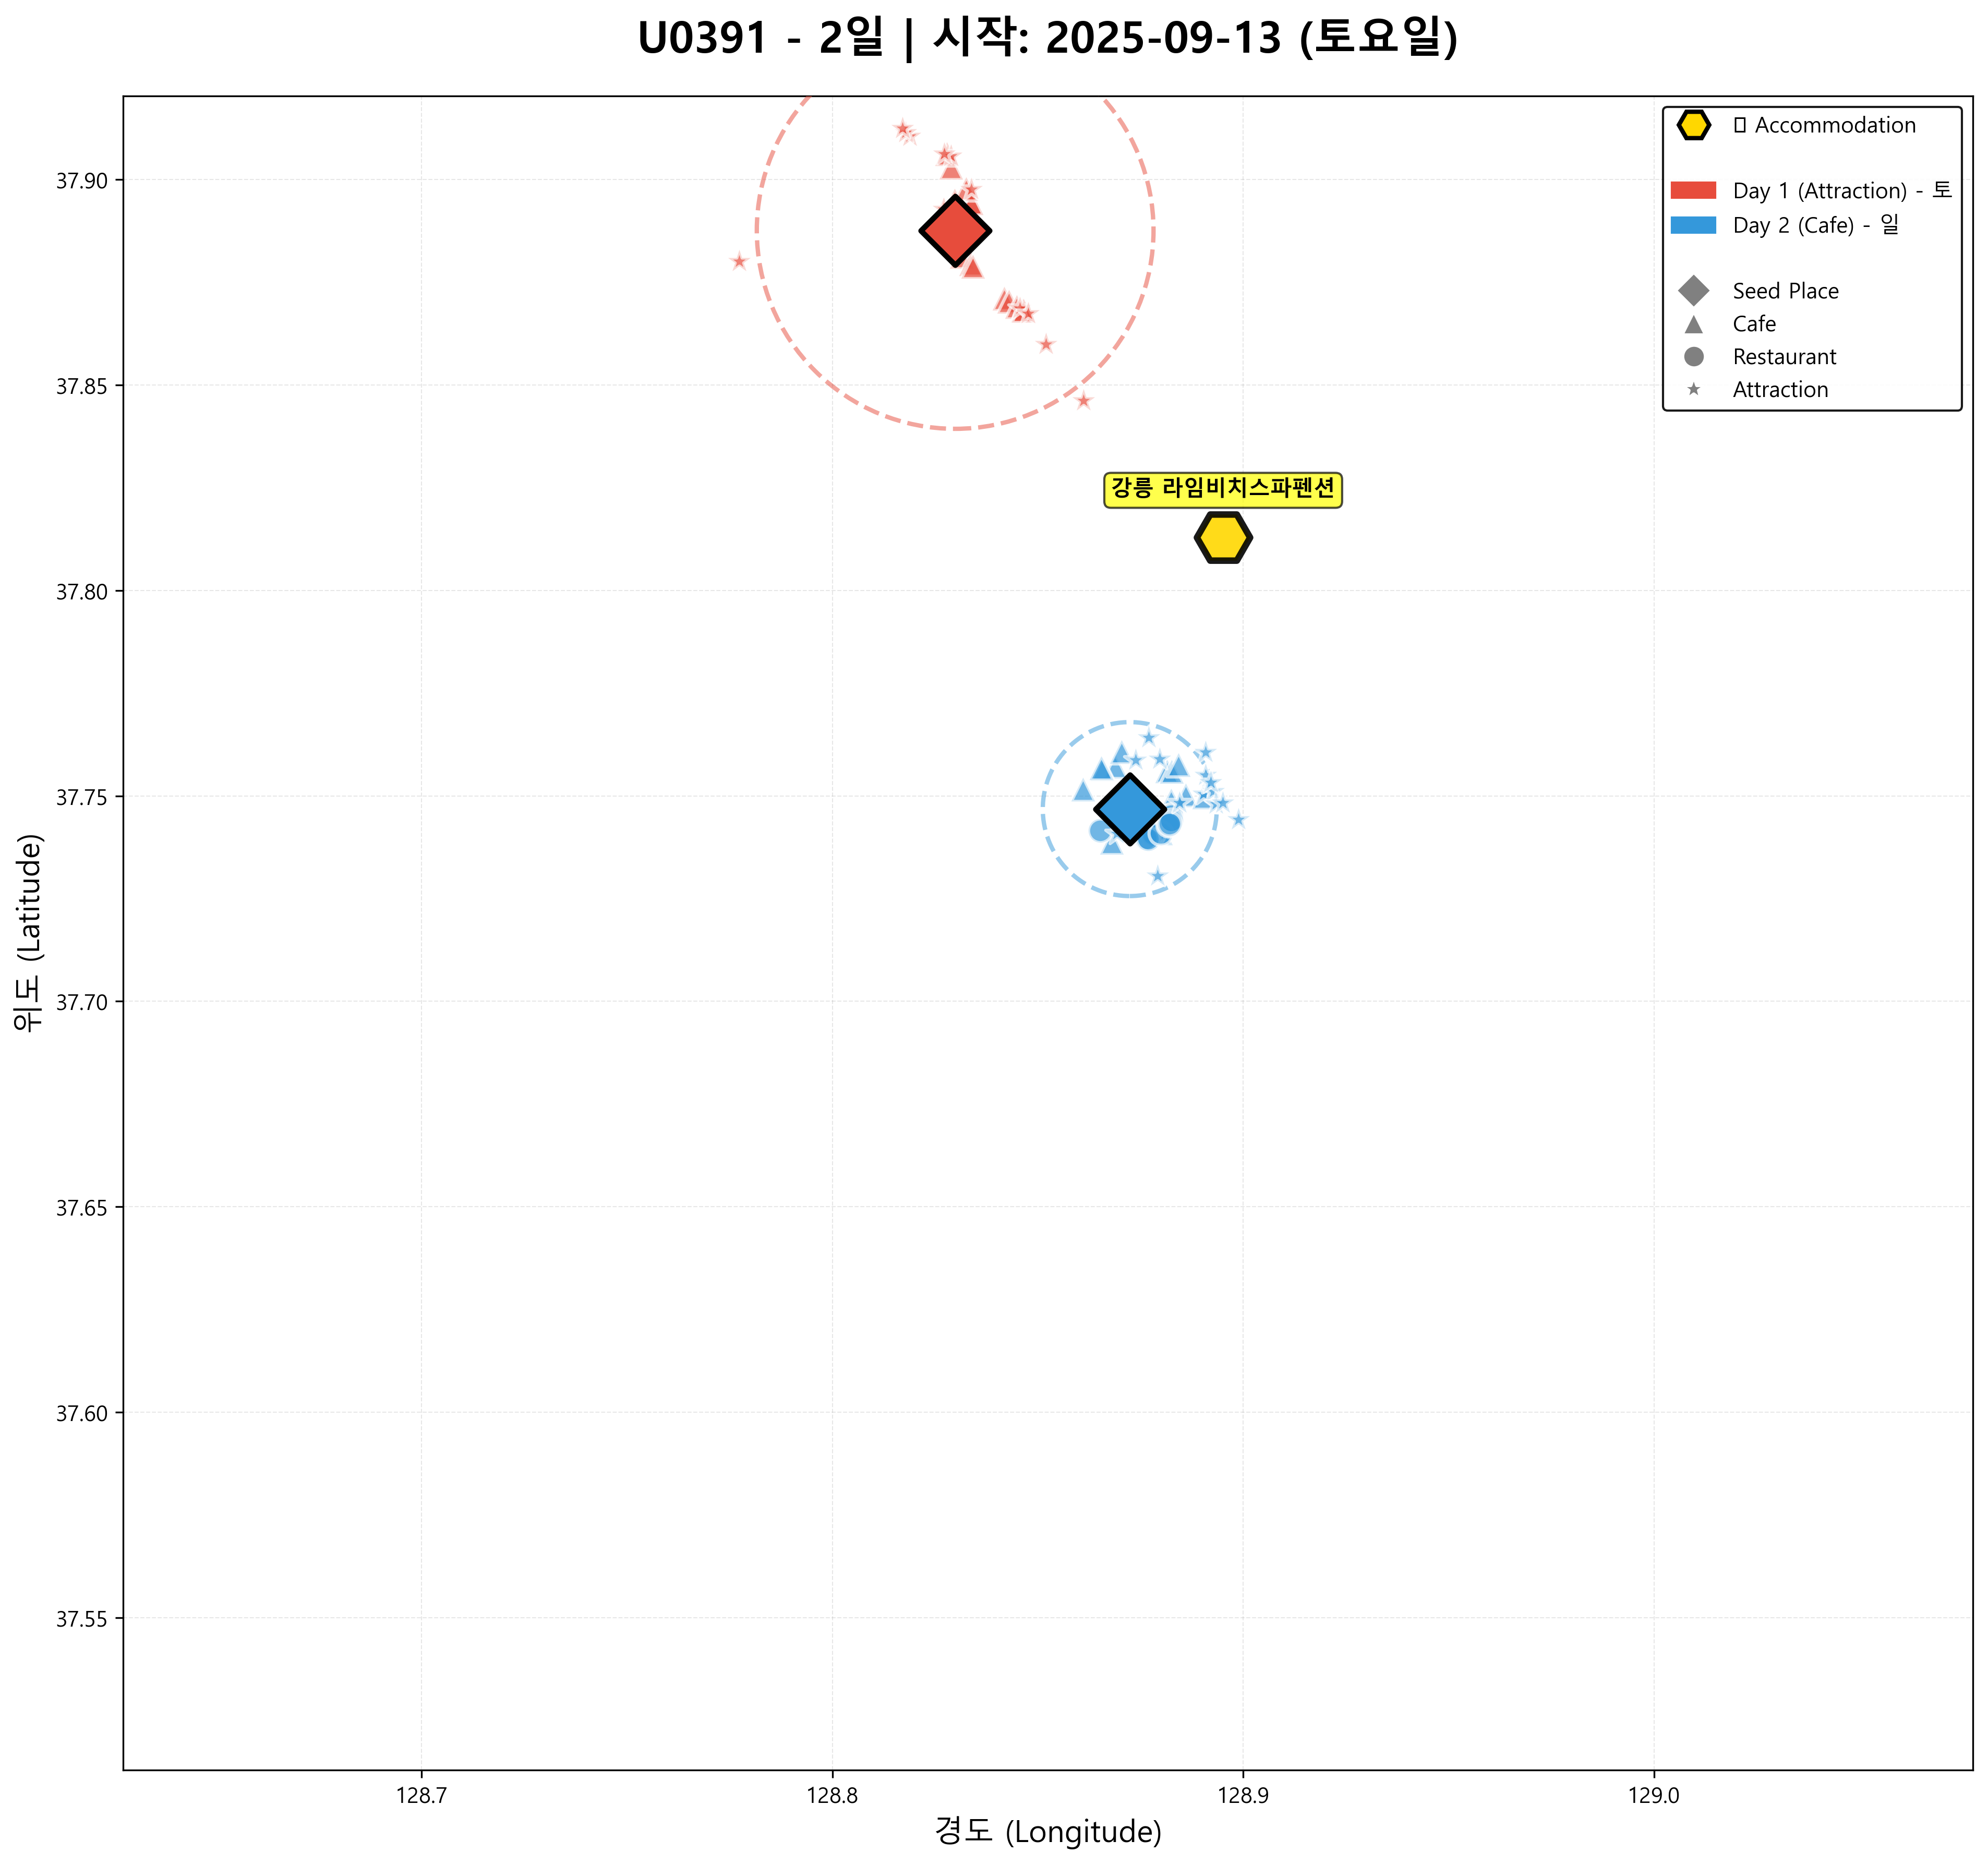 U0391 - 2일 | 시작: 2025-09-13 (토요일)
Accommodation
Day 1 (Attraction) - 토
Day 2 (Cafe) - 일
Seed Place
Cafe
Restaurant
Attraction
강릉 라임비치스파펜션
위도 (Latitude)
37.90
37.85
37.80
37.75
37.70
37.65
37.60
37.55
128.7
128.8
128.9
129.0
경도 (Longitude)